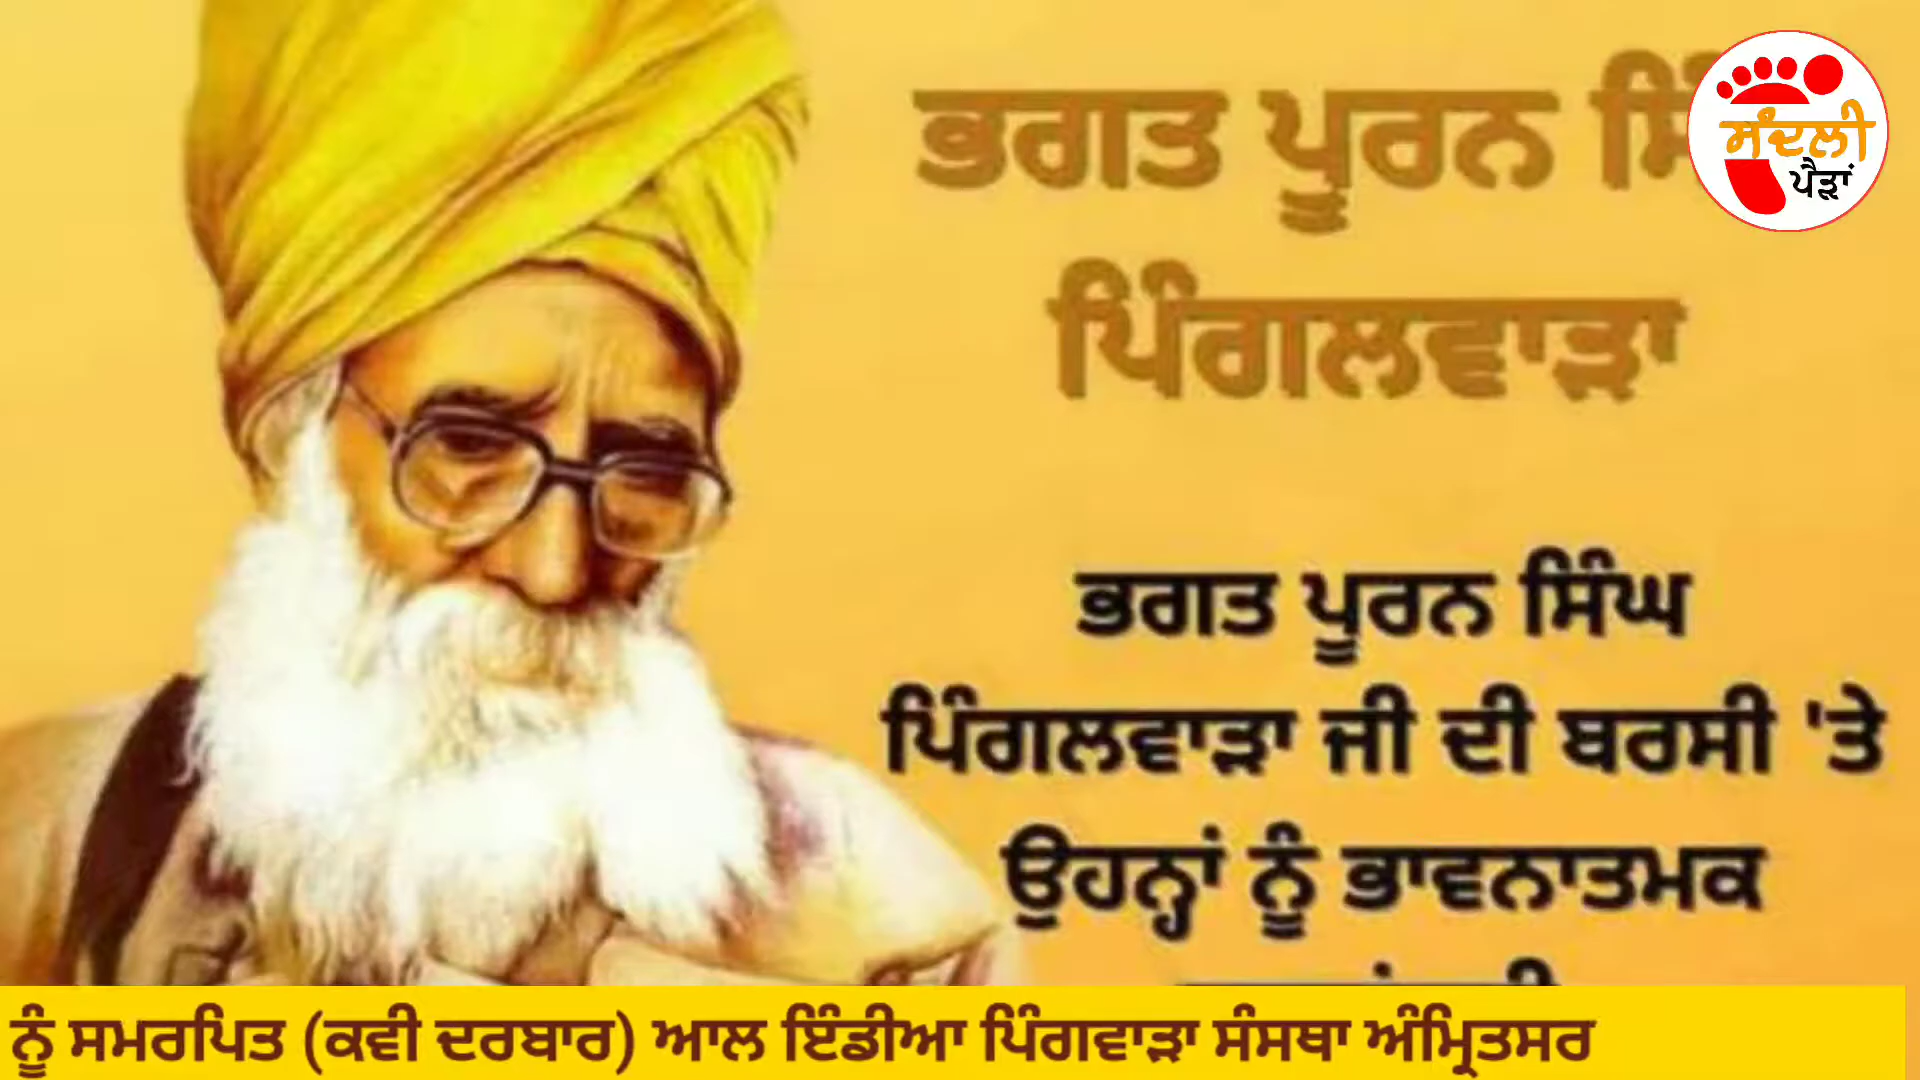 ਭਗਤ ਪੂਰਨ
ਪਿੰਗਲਵਾੜਾ
ਸੰਦਲੀ
ਪੈੜਾਂ
ਭਗਤ ਪੂਰਨ ਸਿੰਘ
ਪਿੰਗਲਵਾੜਾ ਜੀ ਦੀ ਬਰਸੀ 'ਤੇ
ਉਹਨ੍ਹਾਂ ਨੂੰ ਭਾਵਨਾਤਮਕ
ਨੂੰ ਸਮਰਪਿਤ (ਕਵੀ ਦਰਬਾਰ) ਆਲ ਇੰਡੀਆ ਪਿੰਗਵਾੜਾ ਸੰਸਥਾ ਅੰਮ੍ਰਿਤਸਰ